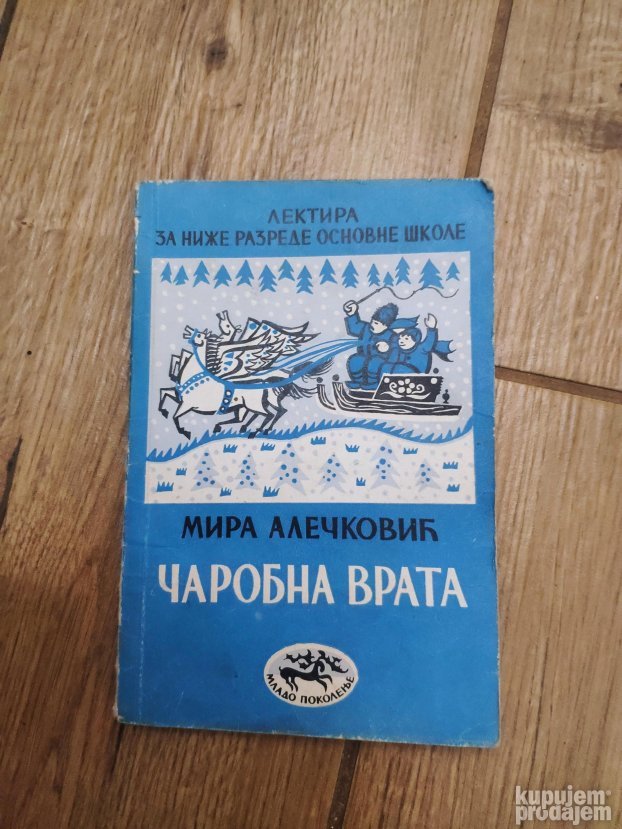 ЛЕКТИРА
ЗА НИЖЕ РАЗРЕДЕ ОСНОВНЕ ШКОЛЕ
МИРА АЛЕЧКОВИЋ
ЧАРОБНА ВРАТА
МЛАДО ПОКОЛЕЊЕ
kupujem
prodajem